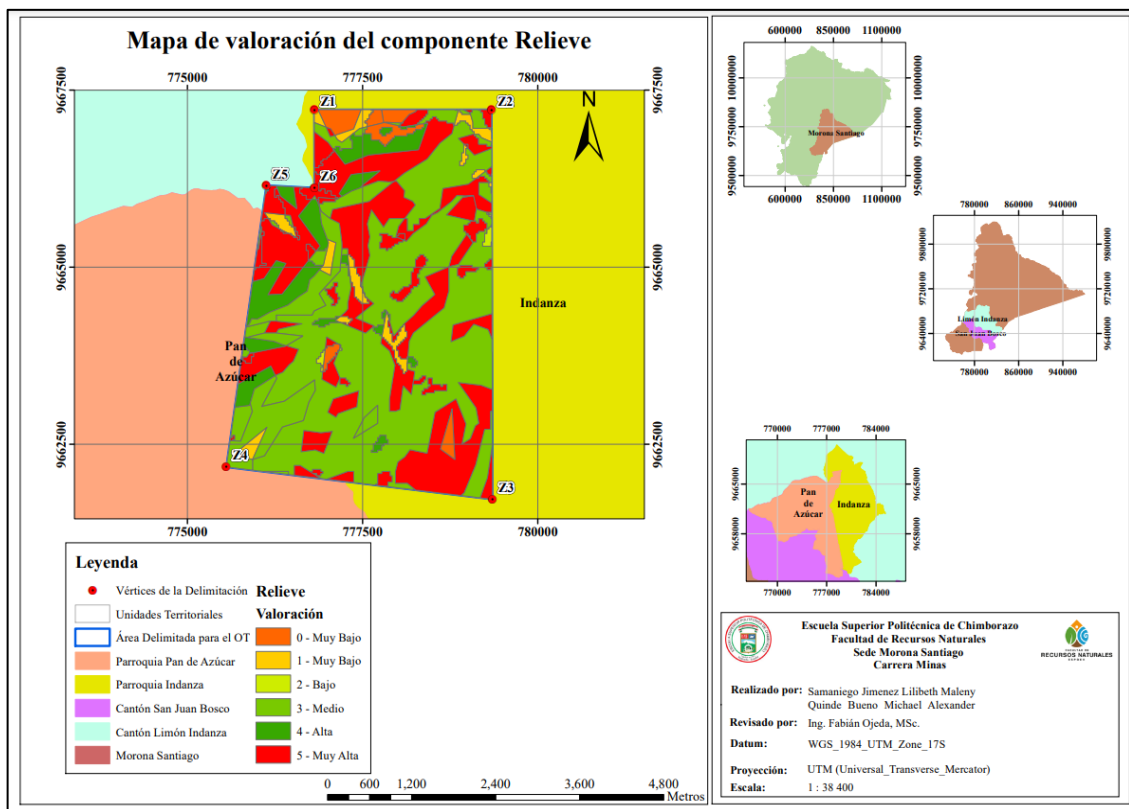 Mapa de valoración del componente Relieve
775000
777500
780000
9667500
9667500
Z1
Z2
N
Z5
Z6
9665000
9665000
Indanza
Pan
de
Azúcar
9662500
9662500
Z4
Z3
775000
777500
780000
Leyenda
Vértices de la Delimitación
Unidades Territoriales
Área Delimitada para el OT
Parroquia Pan de Azúcar
Parroquia Indanza
Cantón San Juan Bosco
Cantón Limón Indanza
Morona Santiago
Relieve
Valoración
0 - Muy Bajo
1 - Muy Bajo
2 - Bajo
3 - Medio
4 - Alta
5 - Muy Alta
0 600 1,200 2,400 3,600 4,800
Metros
600000 850000 1100000
10000000
10000000
9750000
9750000
9500000
9500000
Morona Santiago
600000 850000 1100000
780000 860000 940000
9800000
9800000
9720000
9720000
9640000
9640000
Limón Indanza
San Juan Bosco
780000 860000 940000
770000 777000 784000
9665000
9665000
9658000
9658000
Pan
de
Azúcar
Indanza
770000 777000 784000
Escuela Superior Politécnica de Chimborazo
Facultad de Recursos Naturales
Sede Morona Santiago
Carrera Minas
RECURSOS NATURALES
Realizado por: Samaniego Jimenez Lilibeth Maleny
Quinde Bueno Michael Alexander
Revisado por: Ing. Fabián Ojeda, MSc.
Datum: WGS_1984_UTM_Zone_17S
Proyección: UTM (Universal_Transverse_Mercator)
Escala: 1 : 38 400